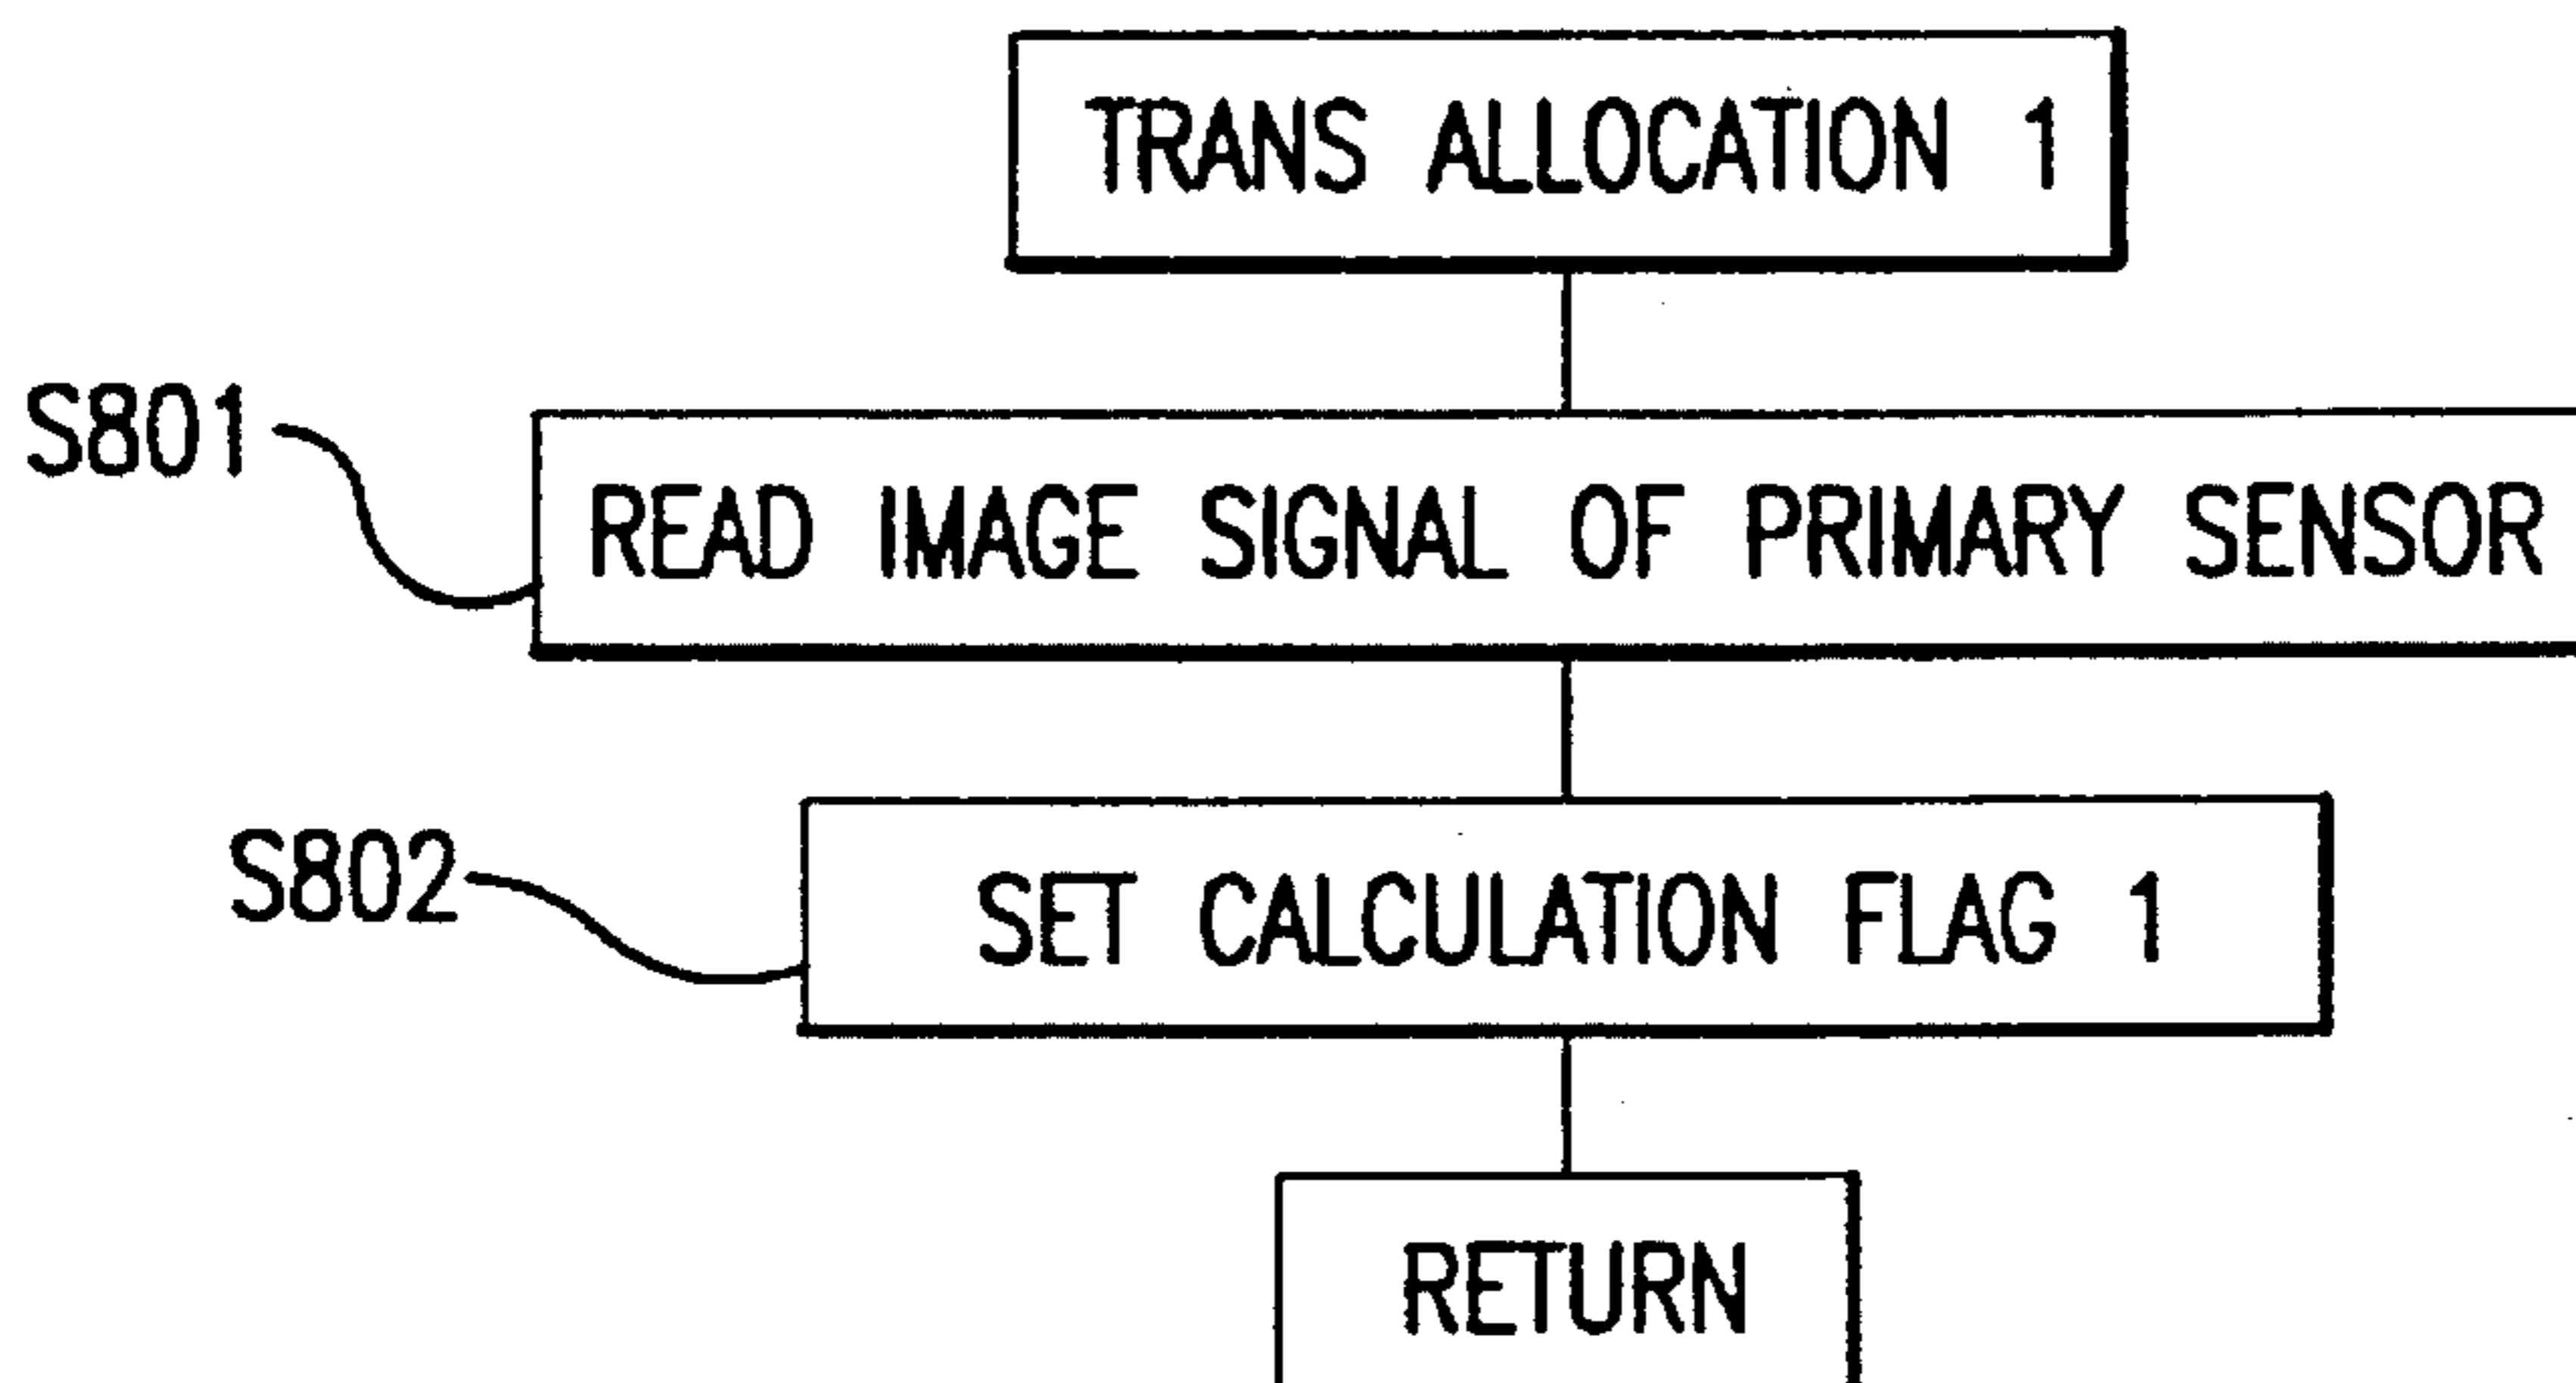 TRANS ALLOCATION 1
S801
READ IMAGE SIGNAL OF PRIMARY SENSOR
S802
SET CALCULATION FLAG 1
RETURN